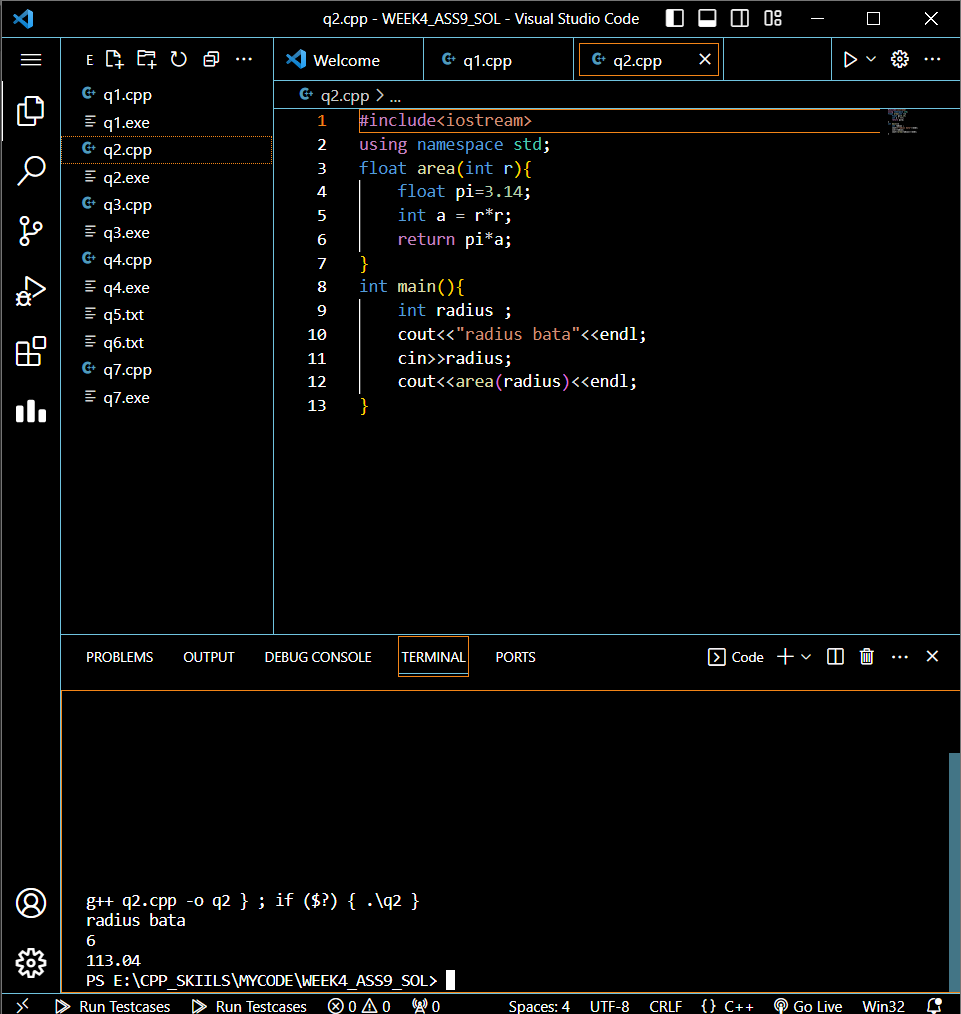 q2.cpp - WEEK4_ASS9_SOL - Visual Studio Code
E
q1.cpp
q1.exe
q2.cpp
q2.exe
q3.cpp
q3.exe
q4.cpp
q4.exe
q5.txt
q6.txt
q7.cpp
q7.exe
Welcome
q1.cpp
q2.cpp
q2.cpp > ...
1 #include<iostream>
2 using namespace std;
3 float area(int r){
4 float pi=3.14;
5 int a = r*r;
6 return pi*a;
7 }
8 int main(){
9 int radius ;
10 cout<<"radius bata"<<endl;
11 cin>>radius;
12 cout<<area(radius)<<endl;
13 }
PROBLEMS OUTPUT DEBUG CONSOLE TERMINAL PORTS Code
g++ q2.cpp -o q2 } ; if ($?) { .\q2 }
radius bata
6
113.04
PS E:\CPP_SKIILS\MYCODE\WEEK4_ASS9_SOL>
Run Testcases Run Testcases 0 0 0 Spaces: 4 UTF-8 CRLF {} C++ Go Live Win32